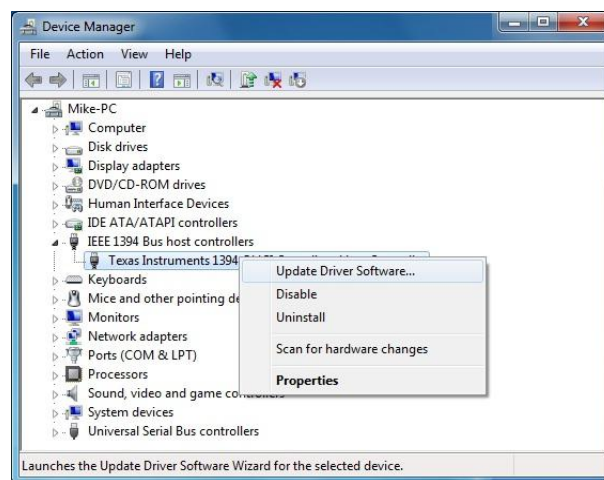 Device Manager
File Action View Help
Mike-PC
Computer
Disk drives
Display adapters
DVD/CD-ROM drives
Human Interface Devices
IDE ATA/ATAPI controllers
IEEE 1394 Bus host controllers
Texas Instruments 1394
Update Driver Software...
Keyboards
Disable
Mice and other pointing de
Uninstall
Monitors
Network adapters
Scan for hardware changes
Ports (COM & LPT)
Properties
Processors
Sound, video and game
System devices
Universal Serial Bus controllers
Launches the Update Driver Software Wizard for the selected device.